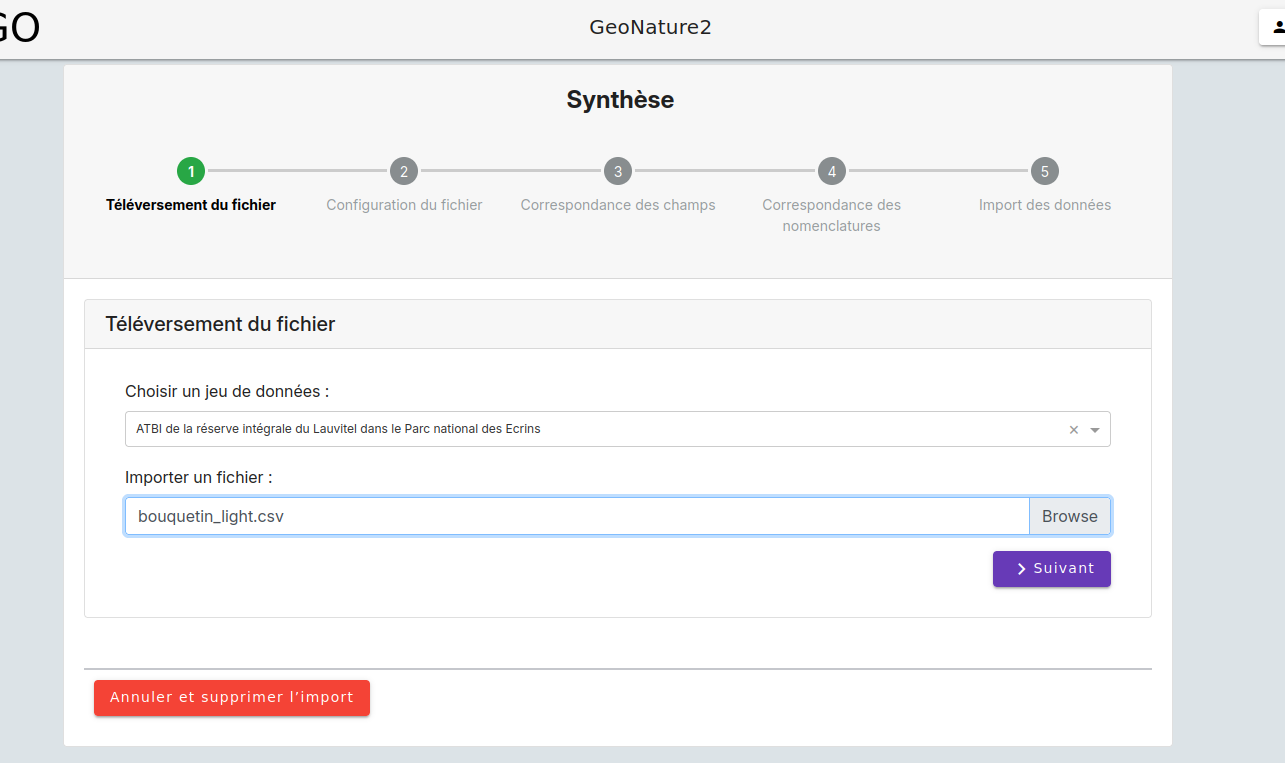 GO
GeoNature2
Synthèse
1
2
3
4
5
Téléversement du fichier
Configuration du fichier
Correspondance des champs
Correspondance des
nomenclatures
Import des données
Téléversement du fichier
Choisir un jeu de données :
ATBI de la réserve intégrale du Lauvitel dans le Parc national des Ecrins
Importer un fichier :
bouquetin_light.csv
Browse
Suivant
Annuler et supprimer l’import